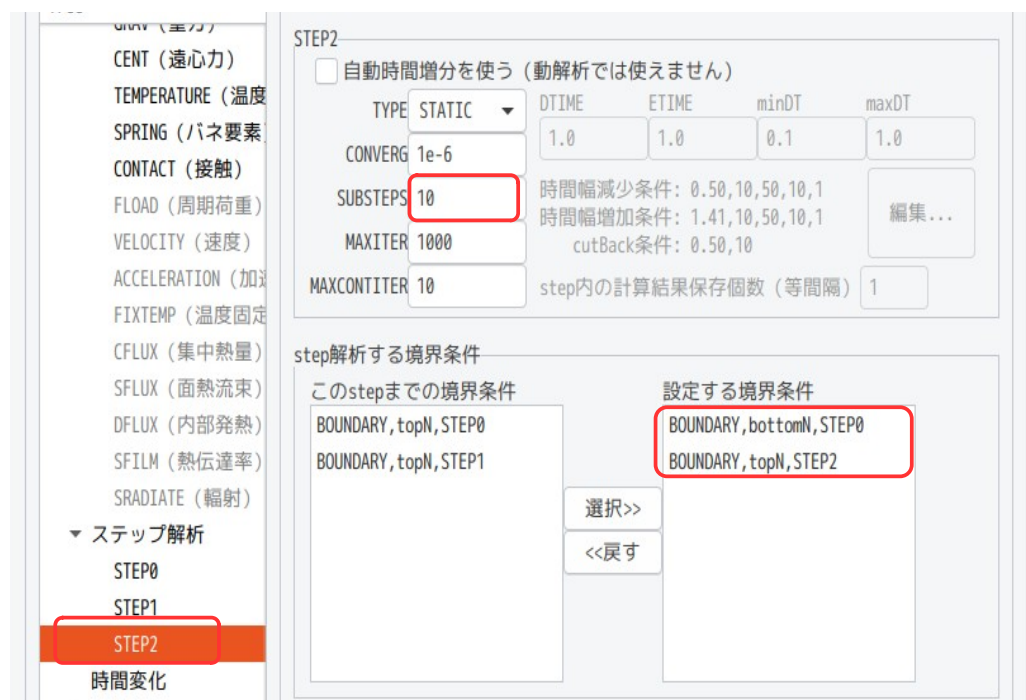 CENT (遠心力)
TEMPERATURE (温度
SPRING (バネ要素
CONTACT (接触)
FLOAD (周期荷重)
VELOCITY (速度)
ACCELERATION (加速
FIXTEMP (温度固定
CFLUX (集中熱量)
SFLUX (面熱流束)
DFLUX (内部発熱)
SFILM (熱伝達率)
SRADIATE (輻射)
ステップ解析
STEP0
STEP1
STEP2
時間変化
STEP2
自動時間増分を使う (動解析では使えません)
TYPE STATIC
CONVERG 1e-6
SUBSTEPS 10
MAXITER 1000
MAXCONTITER 10
DTIME ETIME minDT maxDT
1.0 1.0 0.1 1.0
時間幅減少条件: 0.50,10,50,10,1
時間幅増加条件: 1.41,10,50,10,1
cutBack条件: 0.50,10
編集...
step内の計算結果保存個数 (等間隔) 1
step解析する境界条件
このstepまでの境界条件
BOUNDARY,topN,STEP0
BOUNDARY,topN,STEP1
選択>>
<<戻す
設定する境界条件
BOUNDARY,bottomN,STEP0
BOUNDARY,topN,STEP2